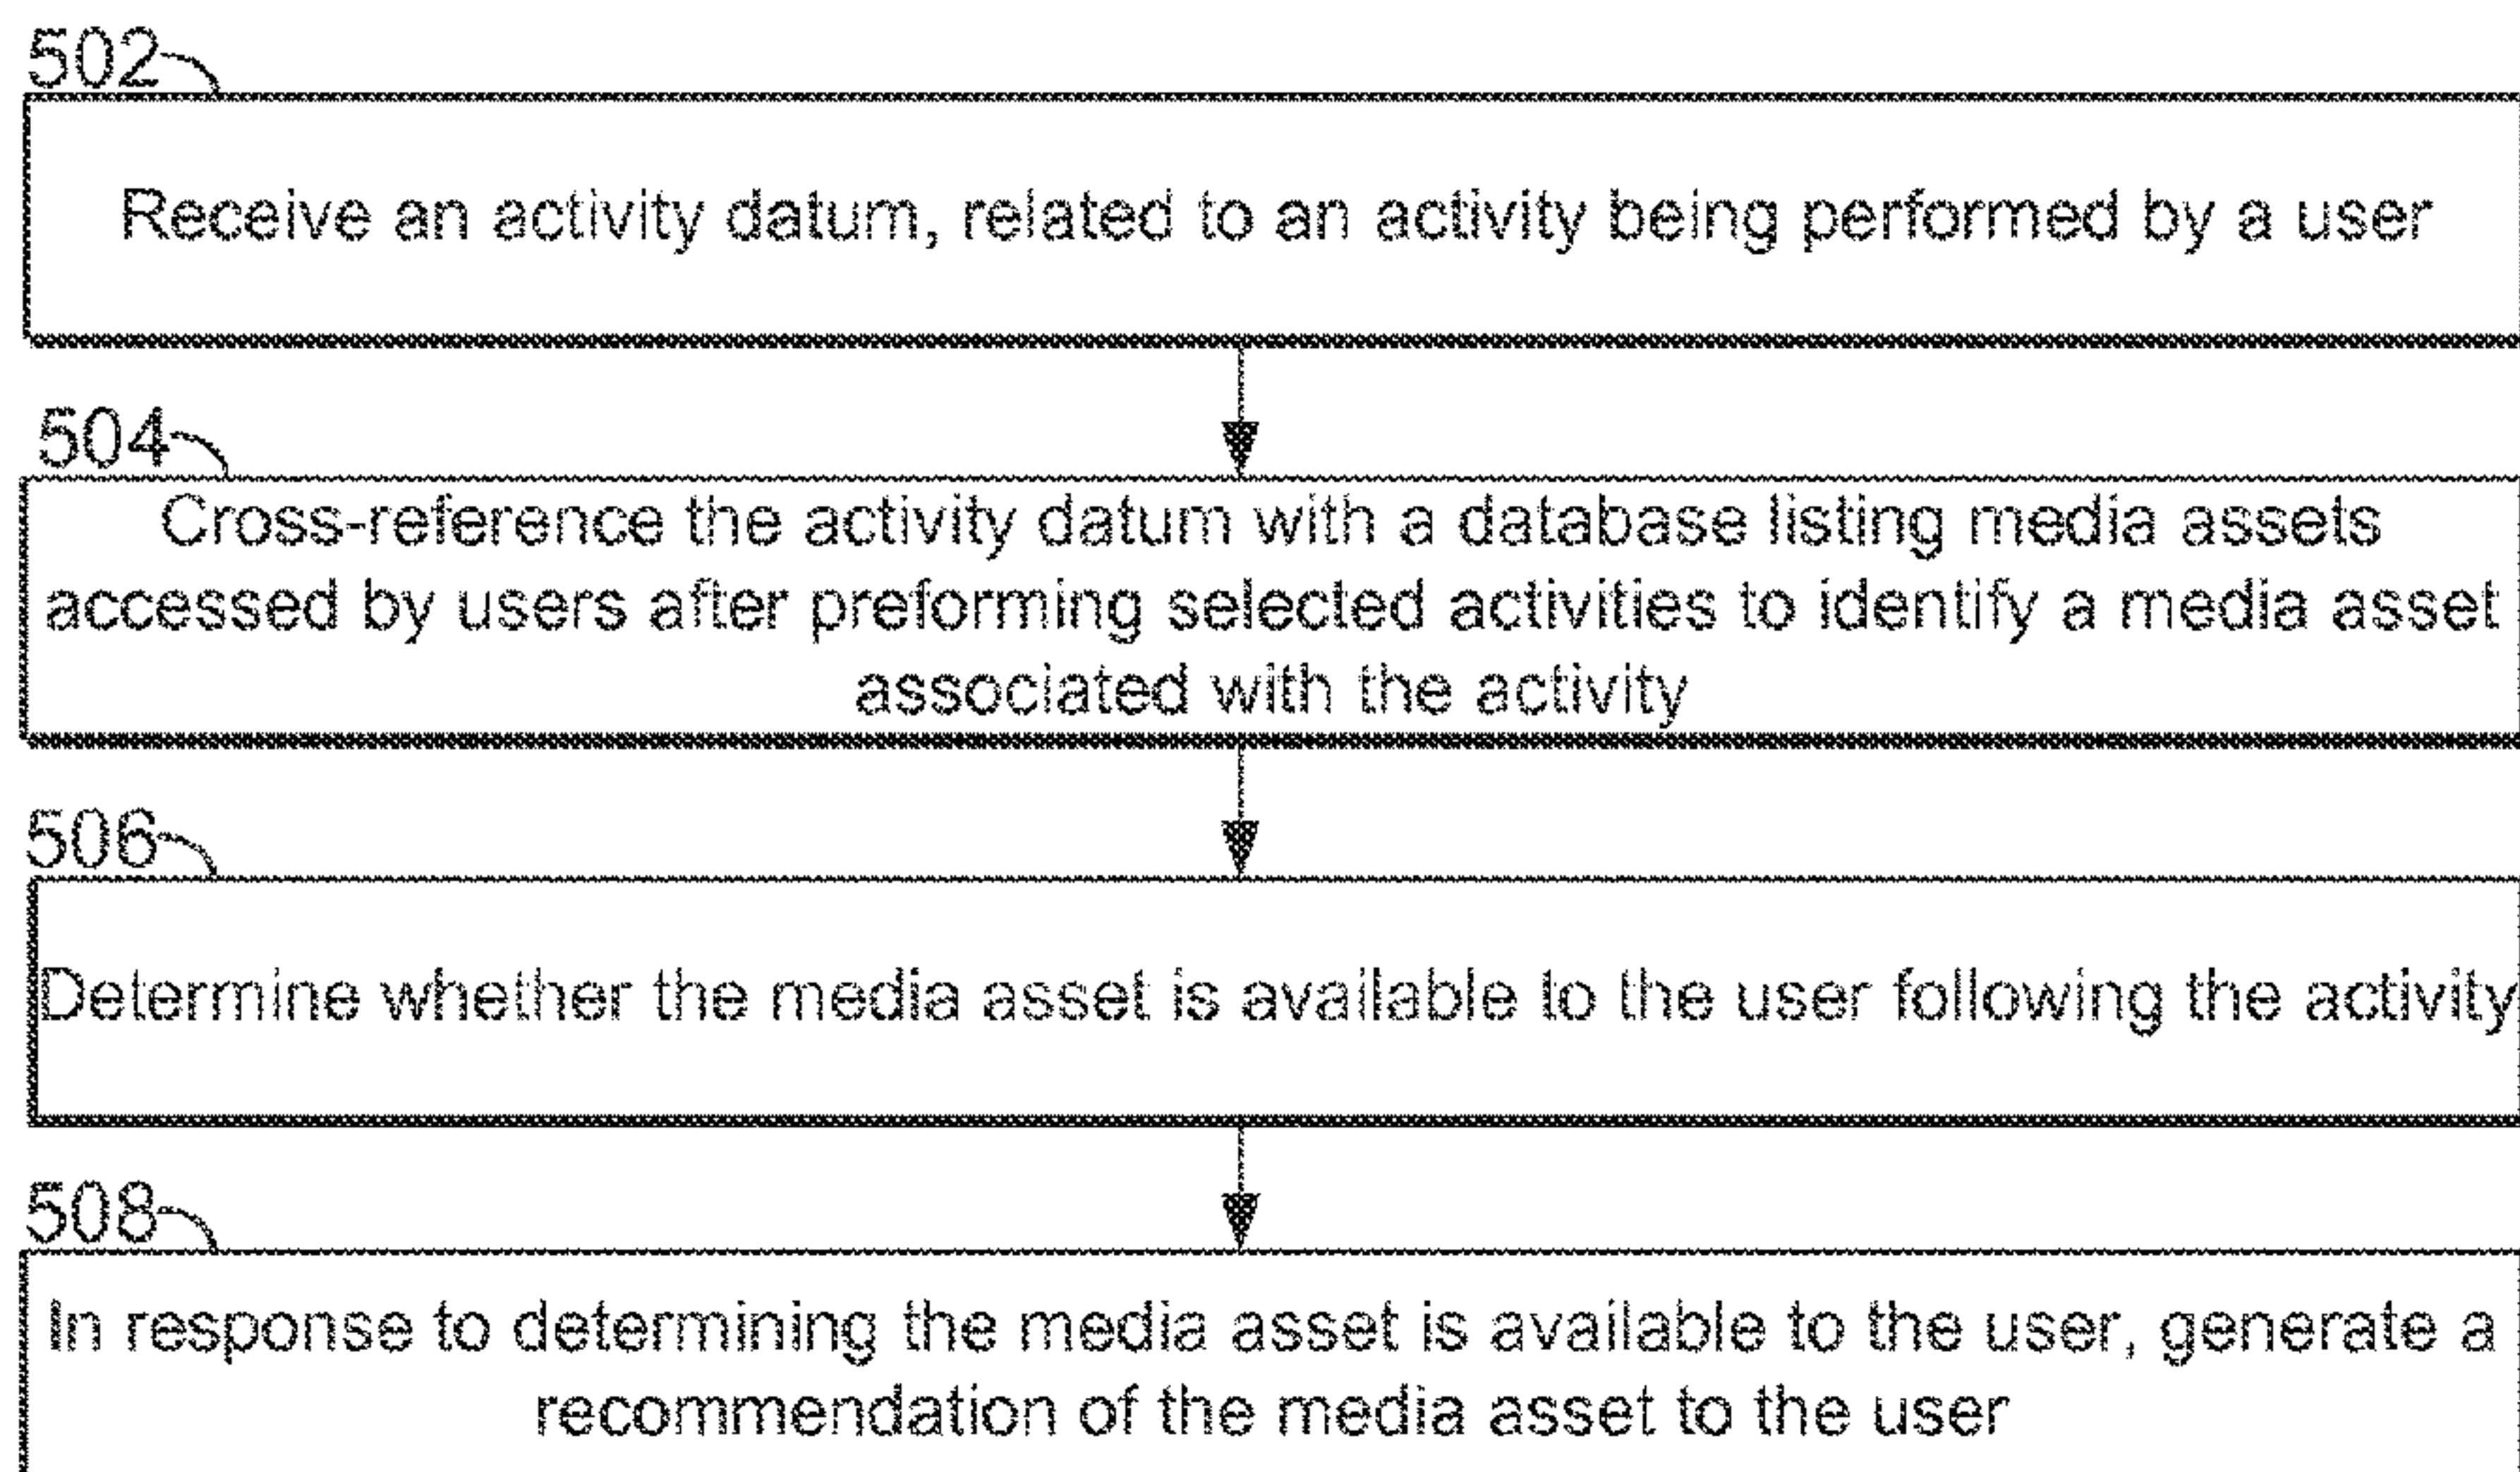 502
Receive an activity datum, related to an activity being performed by a user
504
Cross-reference the activity datum with a database listing media assets
accessed by users after preforming selected activities to identify a media asset
associated with the activity
506
Determine whether the media asset is available to the user following the activity
508
In response to determining the media asset is available to the user, generate a
recommendation of the media asset to the user